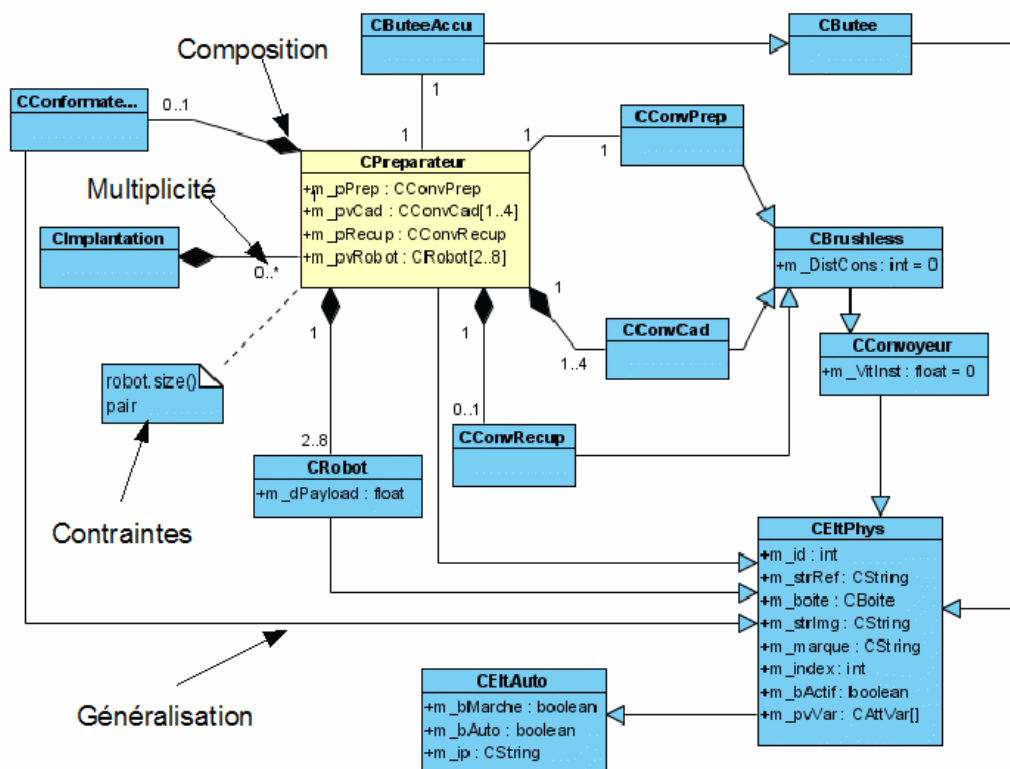 Composition
CButeeAccu
CButee
CConformate...
0..1
1
1
1
1
CConvPrep
CPreparateur
+m_pPrep : CConvPrep
+m_pvCad : CConvCad[1..4]
+m_pRecup : CConvRecup
+m_pvRobot : CRobot[2..8]
Multiplicité
CImplantation
0..*
CBrushless
+m_DistCons : int = 0
1
1
1
CConvCad
1..4
CConvoyeur
+m_VitInst : float = 0
robot.size()
pair
0..1
CConvRecup
2..8
CRobot
+m_dPayload : float
Contraintes
CEltPhys
+m_id : int
+m_strRef : CString
+m_boite : CBoite
+m_strImg : CString
+m_marque : CString
+m_index : int
+m_bActif : boolean
+m_pvVar : CAttVar[]
CEltAuto
+m_bMarche : boolean
+m_bAuto : boolean
+m_ip : CString
Généralisation